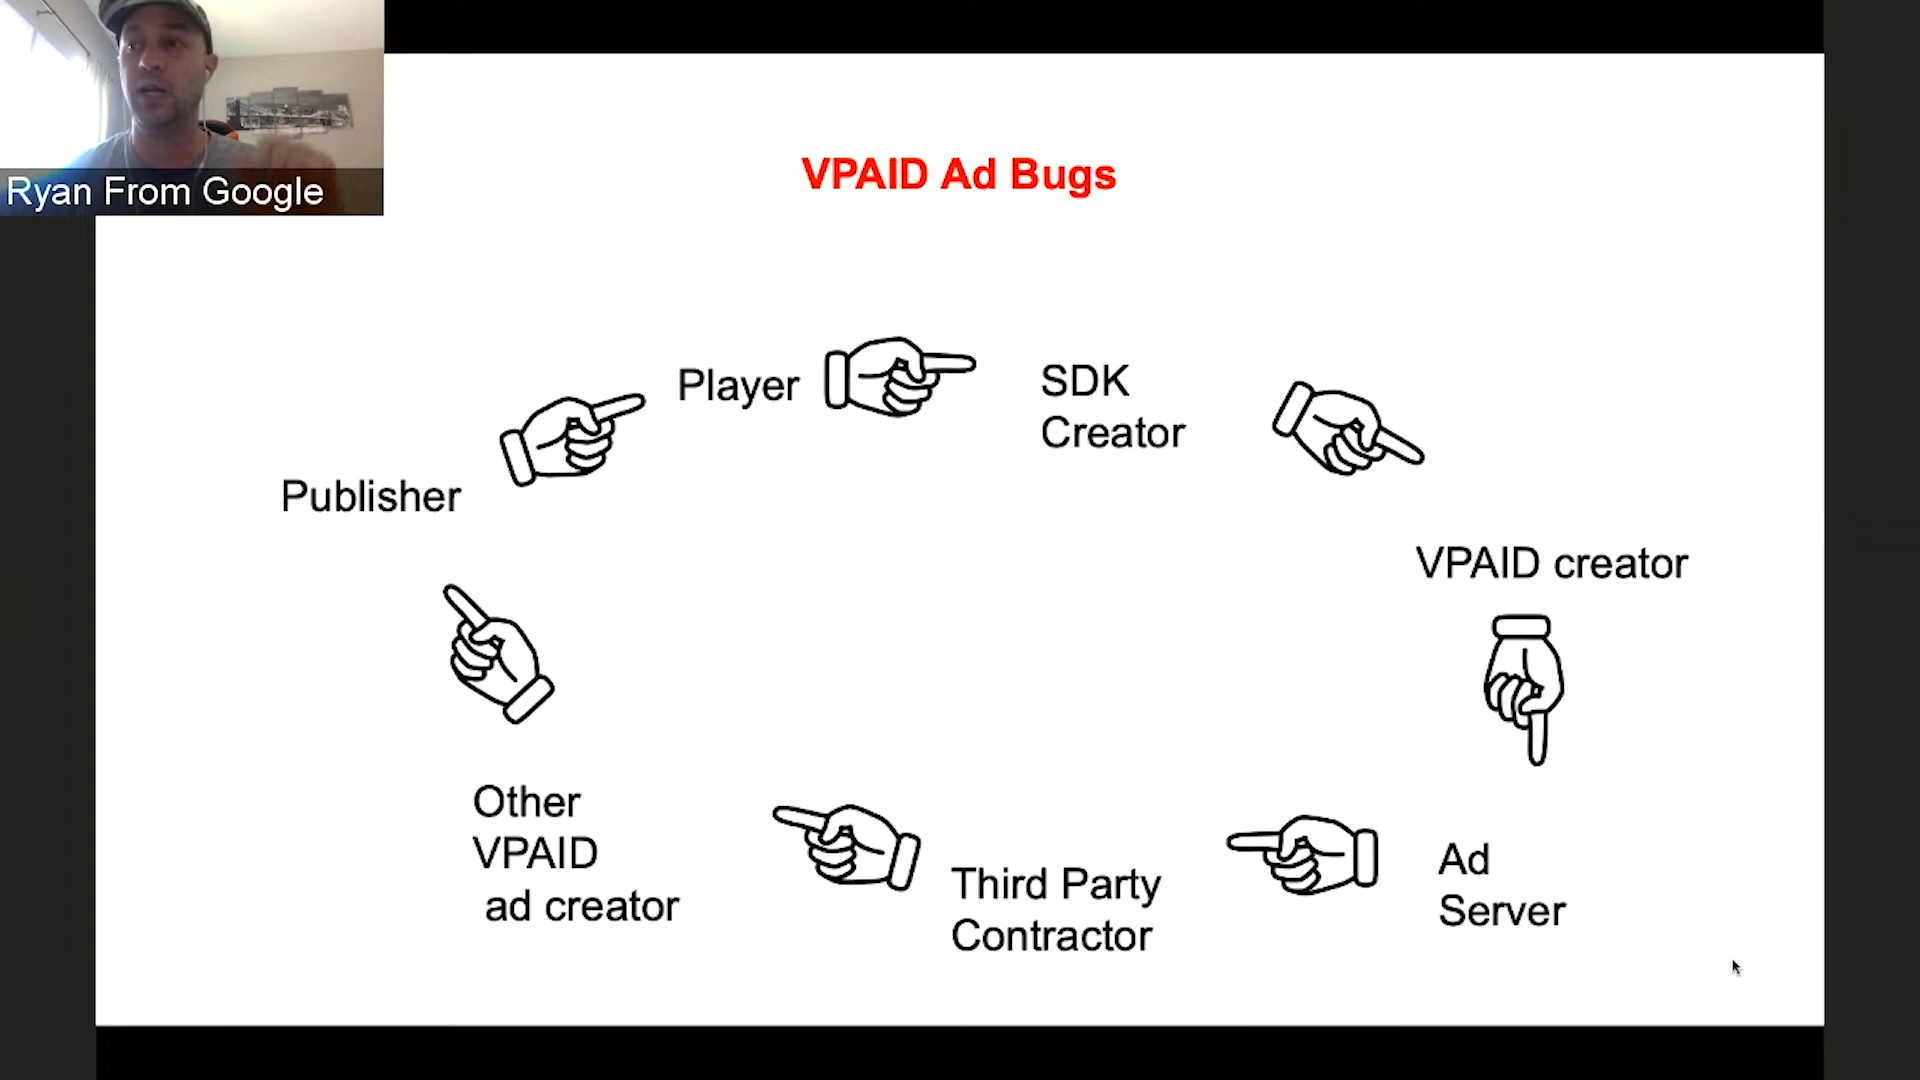 Ryan From Google
VPAID Ad Bugs
Player
SDK
Creator
Publisher
VPAID creator
Other
VPAID
ad creator
Third Party
Contractor
Ad
Server